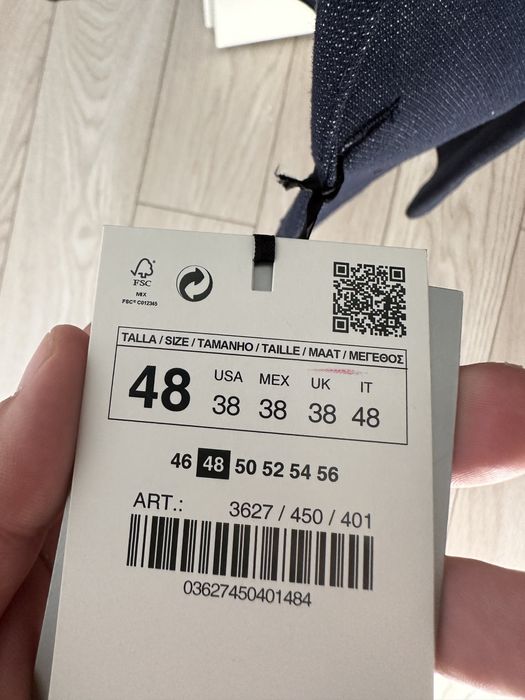 FSC
MIX
FSC® C012345
TALLA / SIZE / TAMANHO / TAILLE / MAAT / ΜΕΓΕΘΟΣ
48 USA MEX UK IT
38 38 38 48
46 48 50 52 54 56
ART.: 3627 / 450 / 401
03627450401484